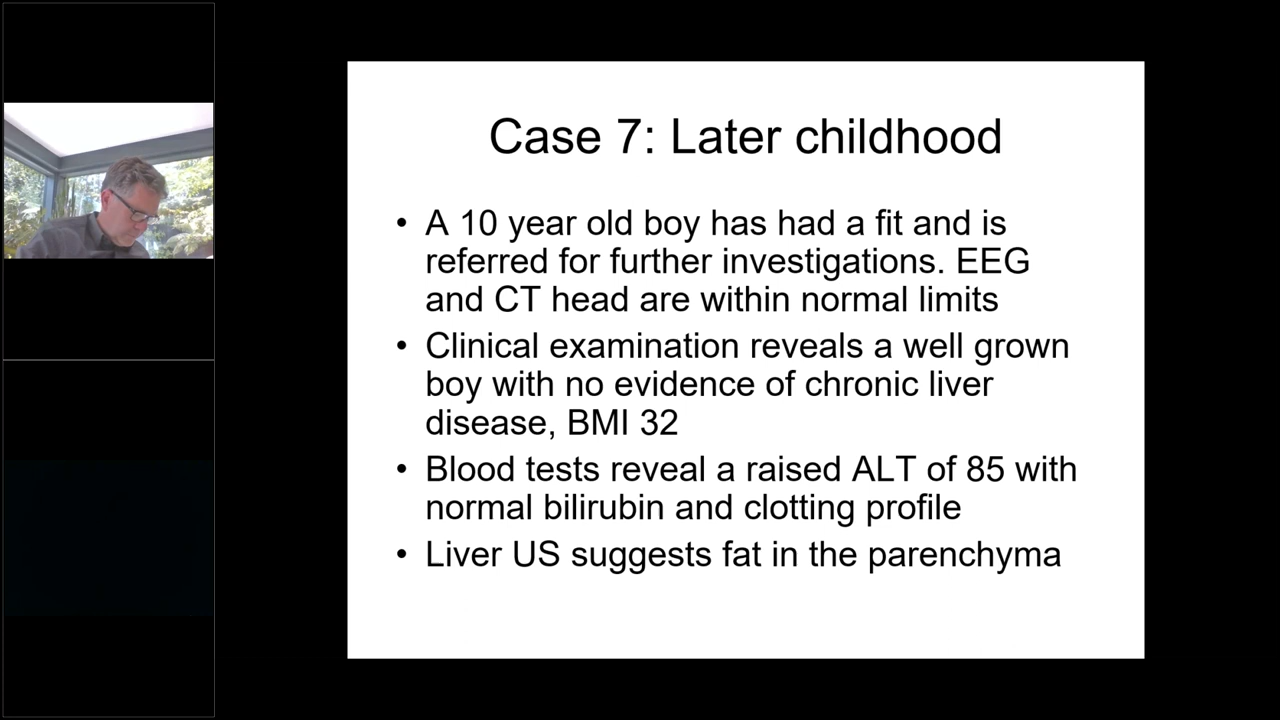 Case 7: Later childhood
• A 10 year old boy has had a fit and is
referred for further investigations. EEG
and CT head are within normal limits
• Clinical examination reveals a well grown
boy with no evidence of chronic liver
disease, BMI 32
• Blood tests reveal a raised ALT of 85 with
normal bilirubin and clotting profile
• Liver US suggests fat in the parenchyma